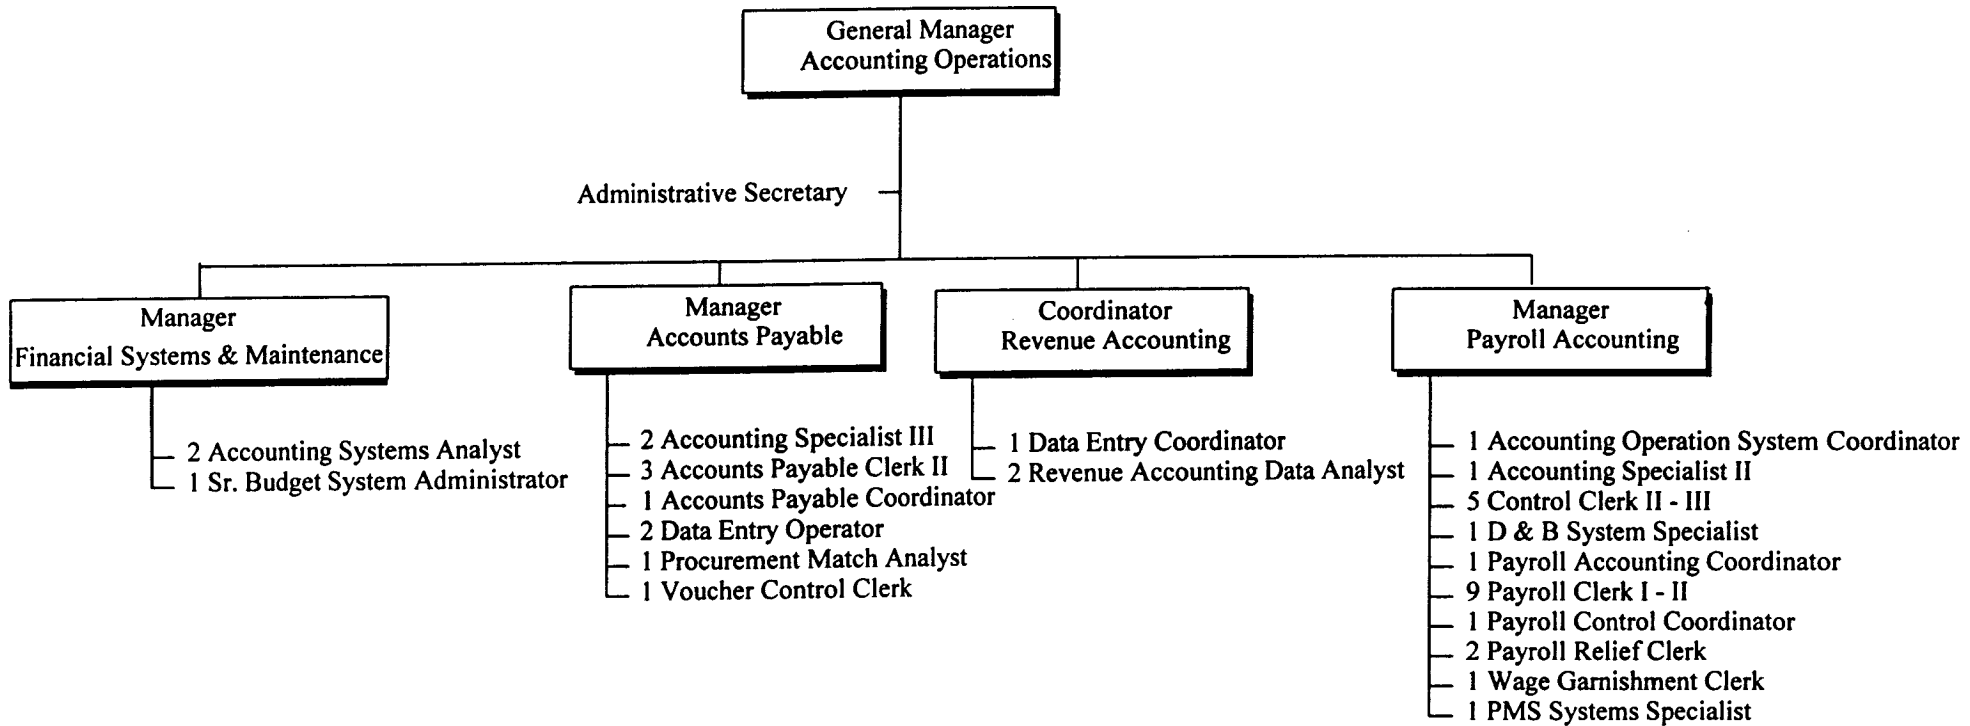 General Manager
Accounting Operations
Administrative Secretary
Manager
Financial Systems & Maintenance
2 Accounting Systems Analyst
1 Sr. Budget System Administrator
Manager
Accounts Payable
2 Accounting Specialist III
3 Accounts Payable Clerk II
1 Accounts Payable Coordinator
2 Data Entry Operator
1 Procurement Match Analyst
1 Voucher Control Clerk
Coordinator
Revenue Accounting
1 Data Entry Coordinator
2 Revenue Accounting Data Analyst
Manager
Payroll Accounting
1 Accounting Operation System Coordinator
1 Accounting Specialist II
5 Control Clerk II - III
1 D & B System Specialist
1 Payroll Accounting Coordinator
9 Payroll Clerk I - II
1 Payroll Control Coordinator
2 Payroll Relief Clerk
1 Wage Garnishment Clerk
1 PMS Systems Specialist